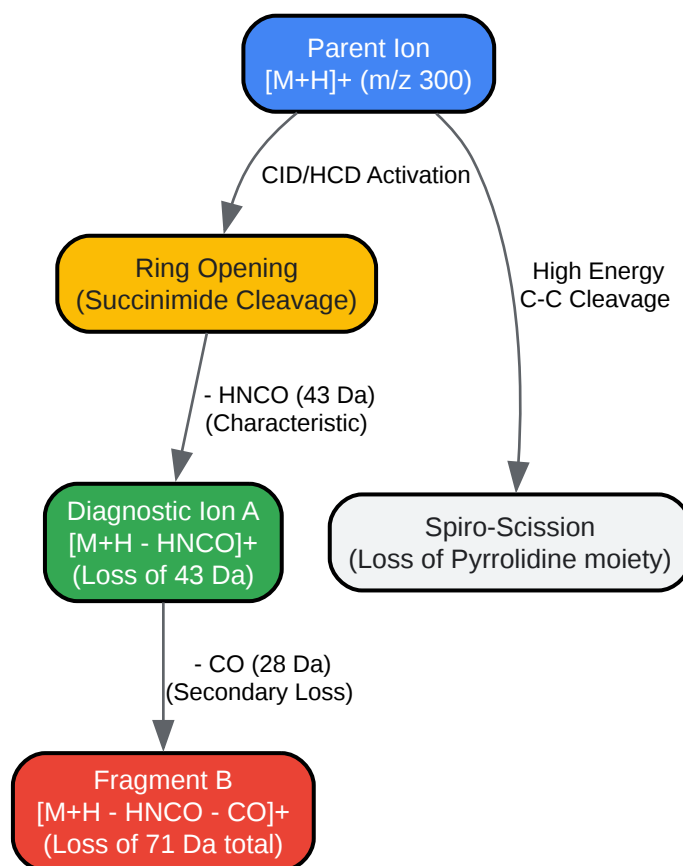 Parent Ion
[M+H]+ (m/z 300)
CID/HCD Activation
Ring Opening
(Succinimide Cleavage)
High Energy
C-C Cleavage
- HNCO (43 Da)
(Characteristic)
Diagnostic Ion A
[M+H - HNCO]+
(Loss of 43 Da)
Spiro-Scission
(Loss of Pyrrolidine moiety)
- CO (28 Da)
(Secondary Loss)
Fragment B
[M+H - HNCO - CO]+
(Loss of 71 Da total)